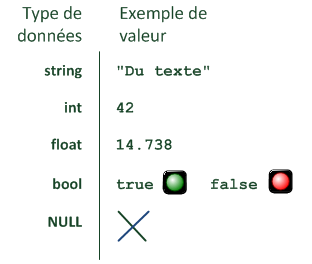 Type de données
Exemple de valeur
string "Du texte"
int 42
float 14.738
bool true false
NULL